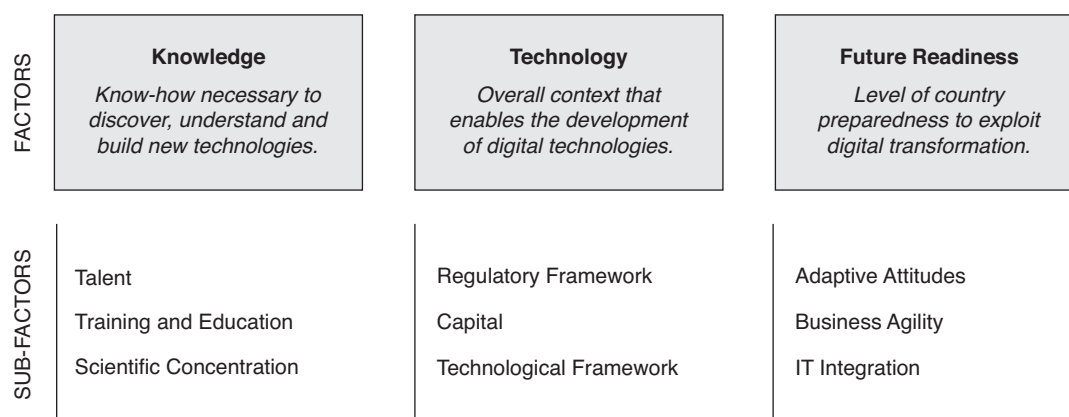 FACTORS
Knowledge
Know-how necessary to
discover, understand and
build new technologies.
Technology
Overall context that
enables the development
of digital technologies.
Future Readiness
Level of country
preparedness to exploit
digital transformation.
SUB-FACTORS
Talent
Training and Education
Scientific Concentration
Regulatory Framework
Capital
Technological Framework
Adaptive Attitudes
Business Agility
IT Integration